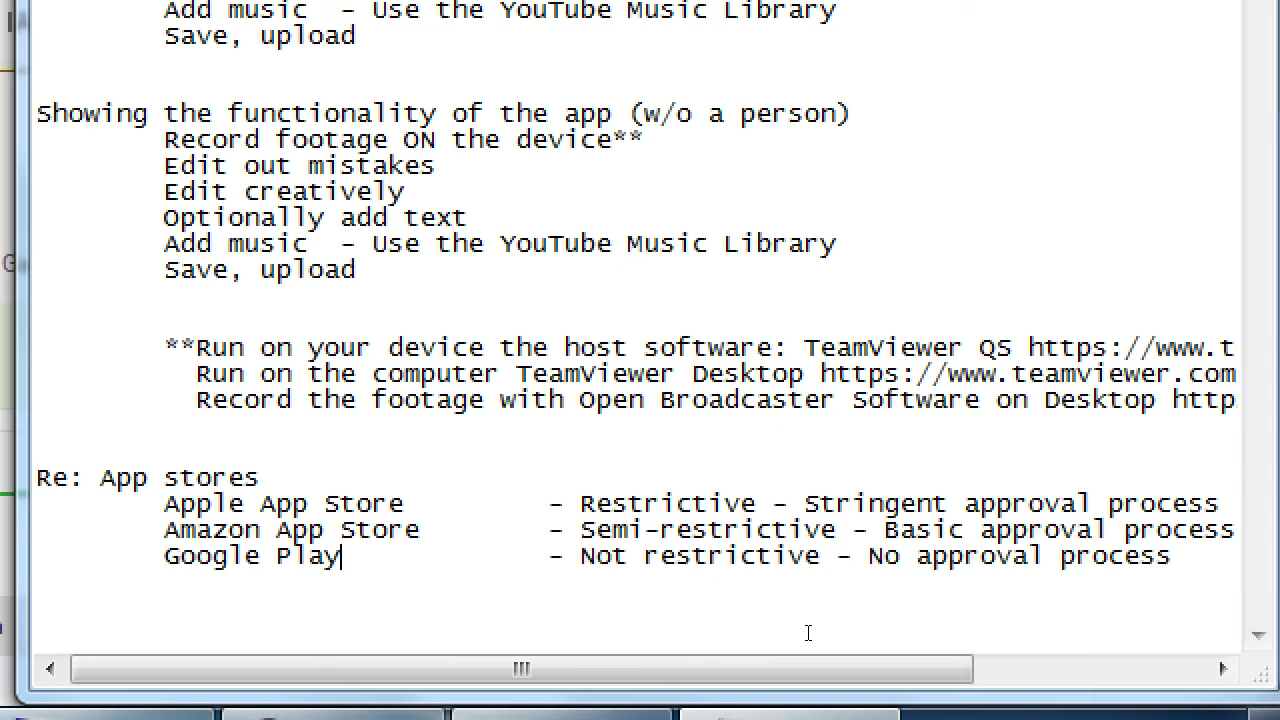 Add music  - Use the YouTube Music Library
Save, upload
Showing the functionality of the app (w/o a person)
Record footage ON the device**
Edit out mistakes
Edit creatively
Optionally add text
Add music  - Use the YouTube Music Library
Save, upload
**Run on your device the host software: TeamViewer QS https://www.t
Run on the computer TeamViewer Desktop https://www.teamviewer.com
Record the footage with Open Broadcaster Software on Desktop http
Re: App stores
Apple App Store - Restrictive - Stringent approval process
Amazon App Store - Semi-restrictive - Basic approval process
Google Play - Not restrictive - No approval process